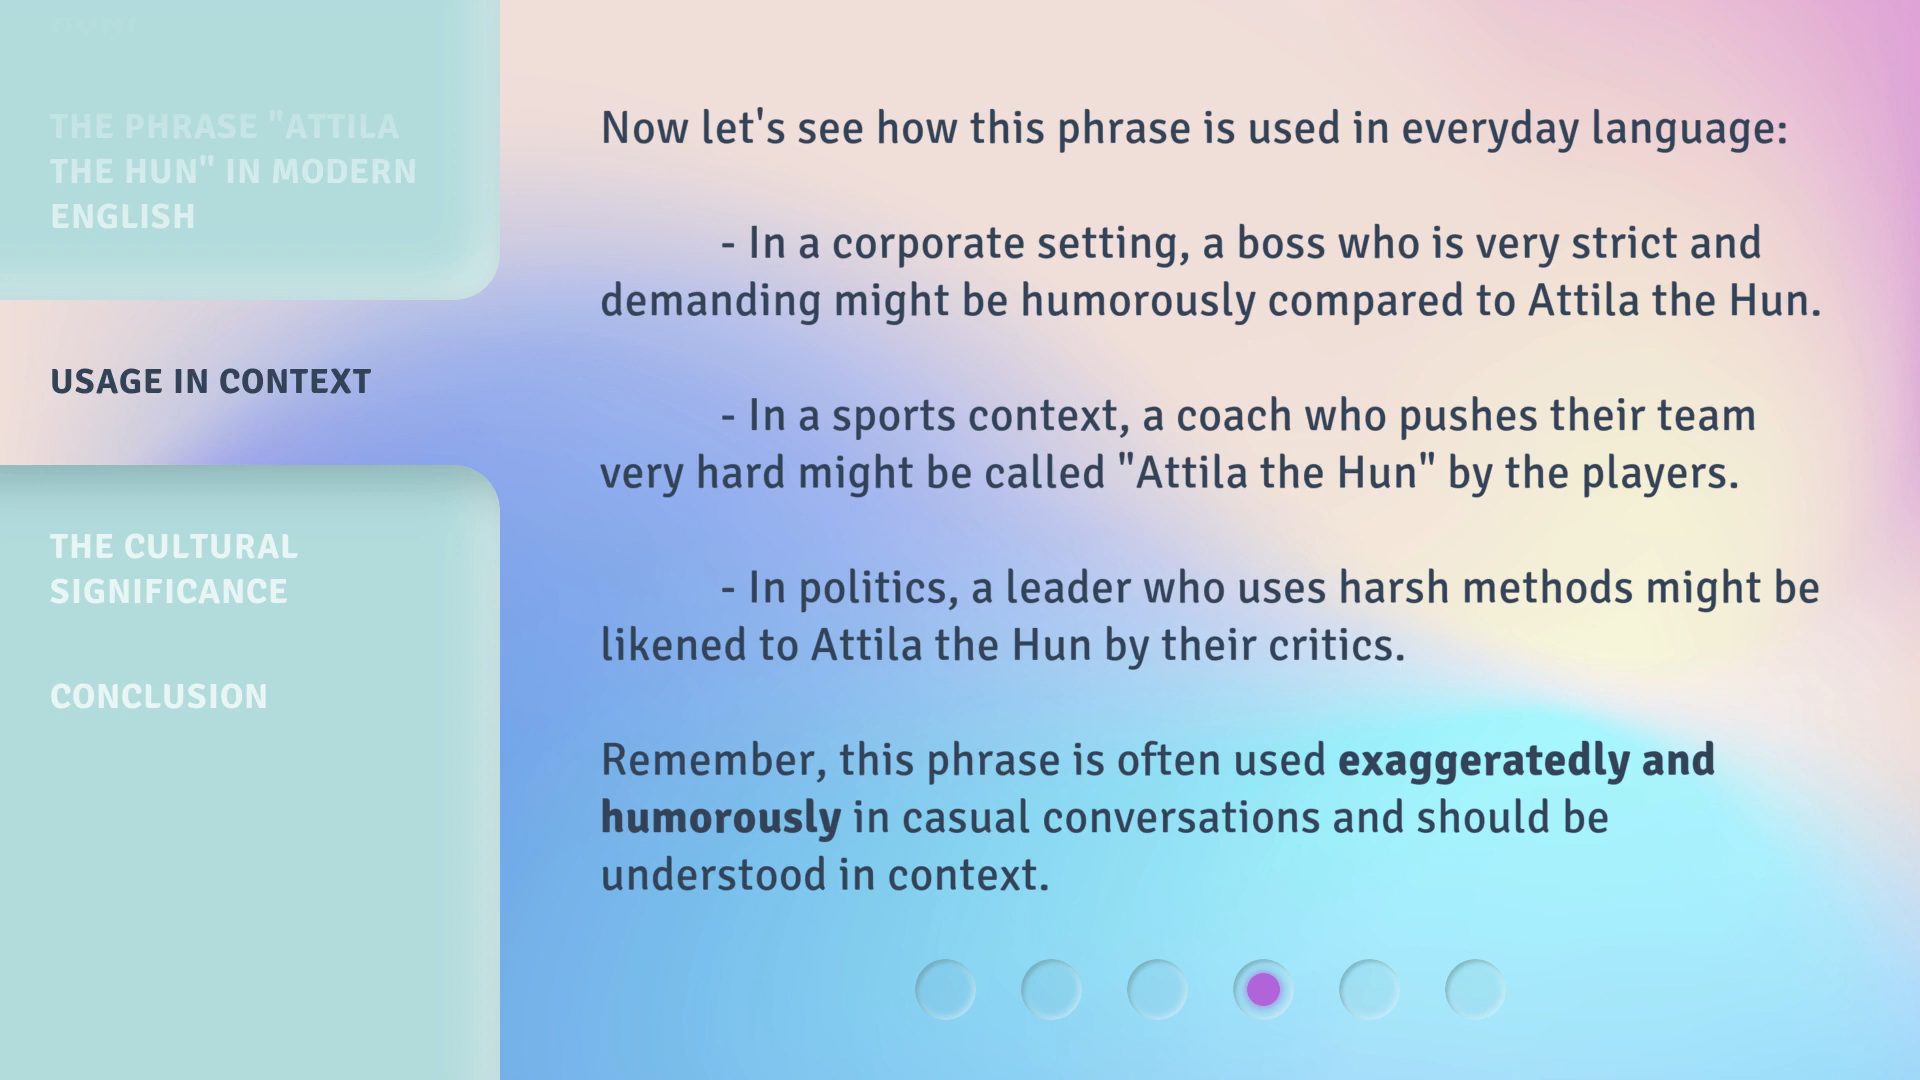 THE PHRASE "ATTILA
THE HUN" IN MODERN
ENGLISH
USAGE IN CONTEXT
THE CULTURAL
SIGNIFICANCE
CONCLUSION
Now let's see how this phrase is used in everyday language:
- In a corporate setting, a boss who is very strict and
demanding might be humorously compared to Attila the Hun.
- In a sports context, a coach who pushes their team
very hard might be called "Attila the Hun" by the players.
- In politics, a leader who uses harsh methods might be
likened to Attila the Hun by their critics.
Remember, this phrase is often used exaggeratedly and
humorously in casual conversations and should be
understood in context.